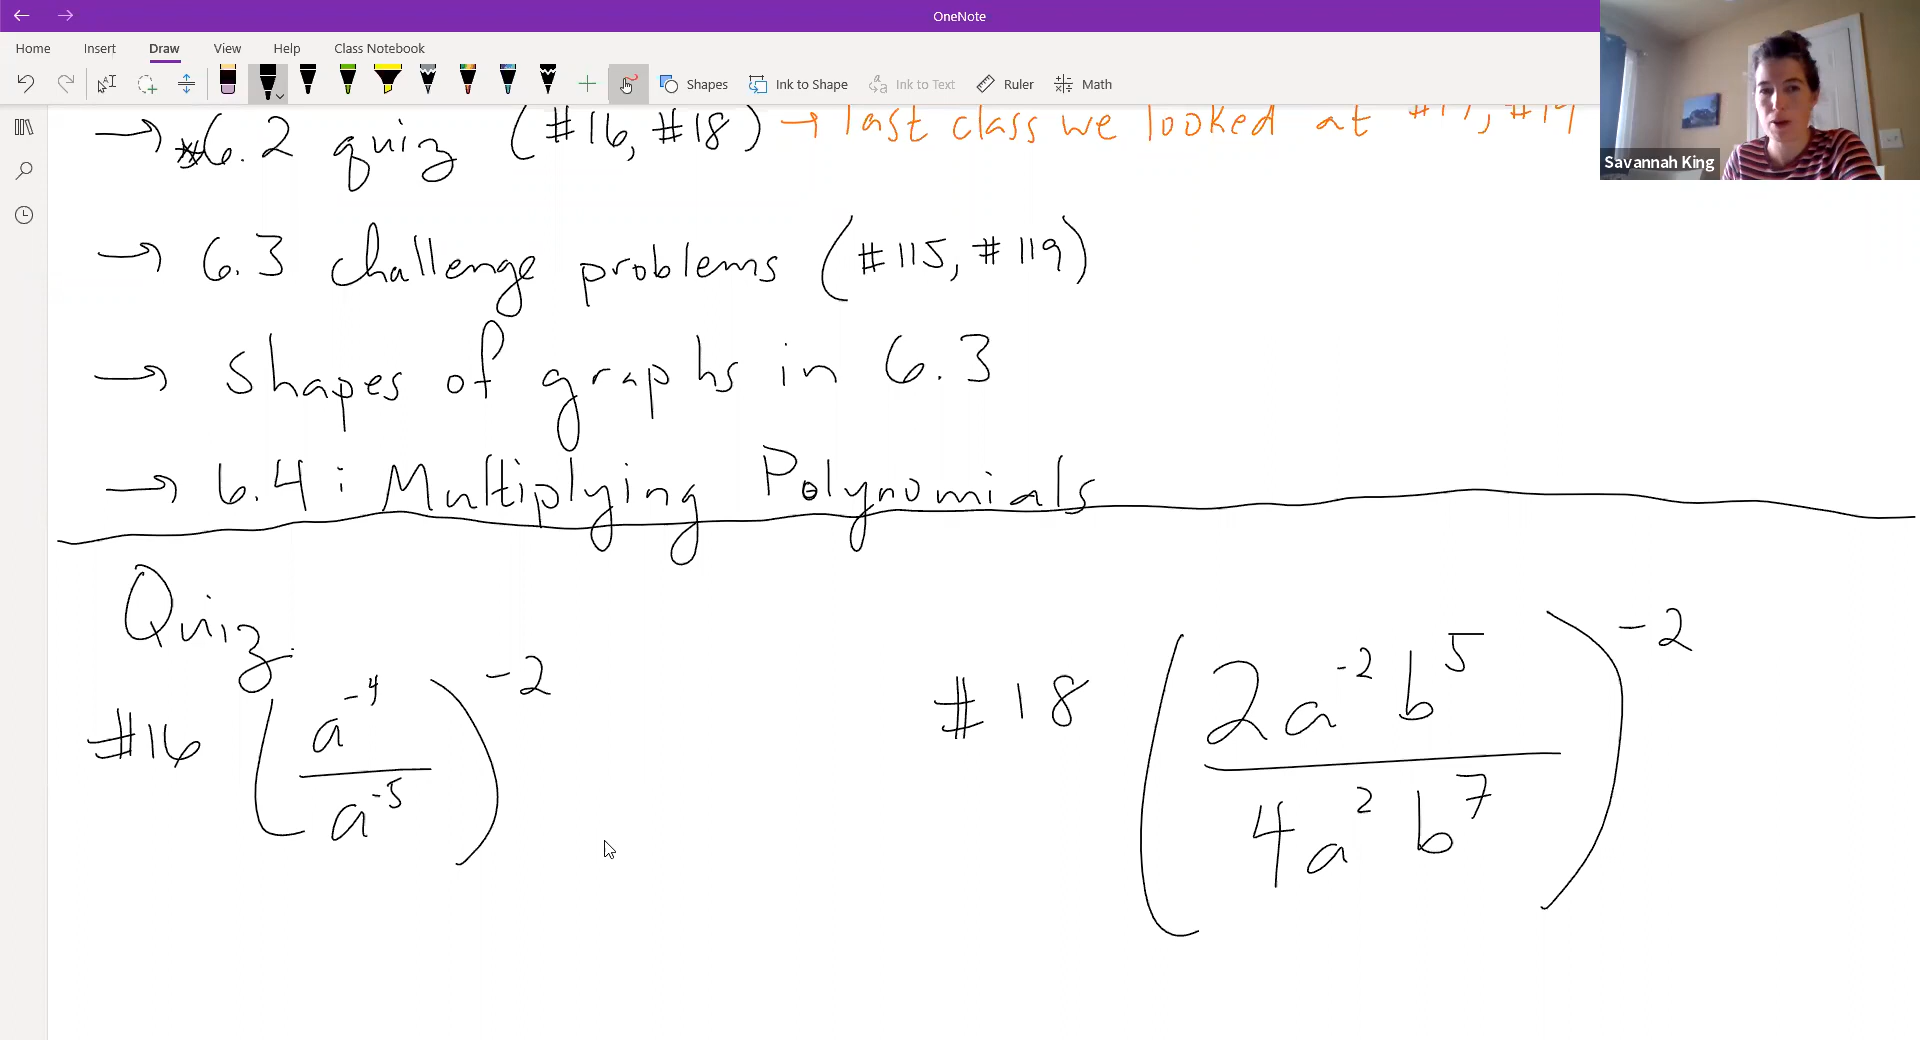 OneNote
Home Insert Draw View Help Class Notebook
Shapes Ink to Shape Ink to Text Ruler Math
Savannah King
→ *6.2 quiz (#16, #18) → last class we looked at #17, #19
→ 6.3 challenge problems (#115, #119)
→ shapes of graphs in 6.3
→ 6.4: Multiplying Polynomials
Quiz
#16 (a^-4 / a^-5)^-2
#18 (2a^-2 b^5 / 4a^2 b^7)^-2